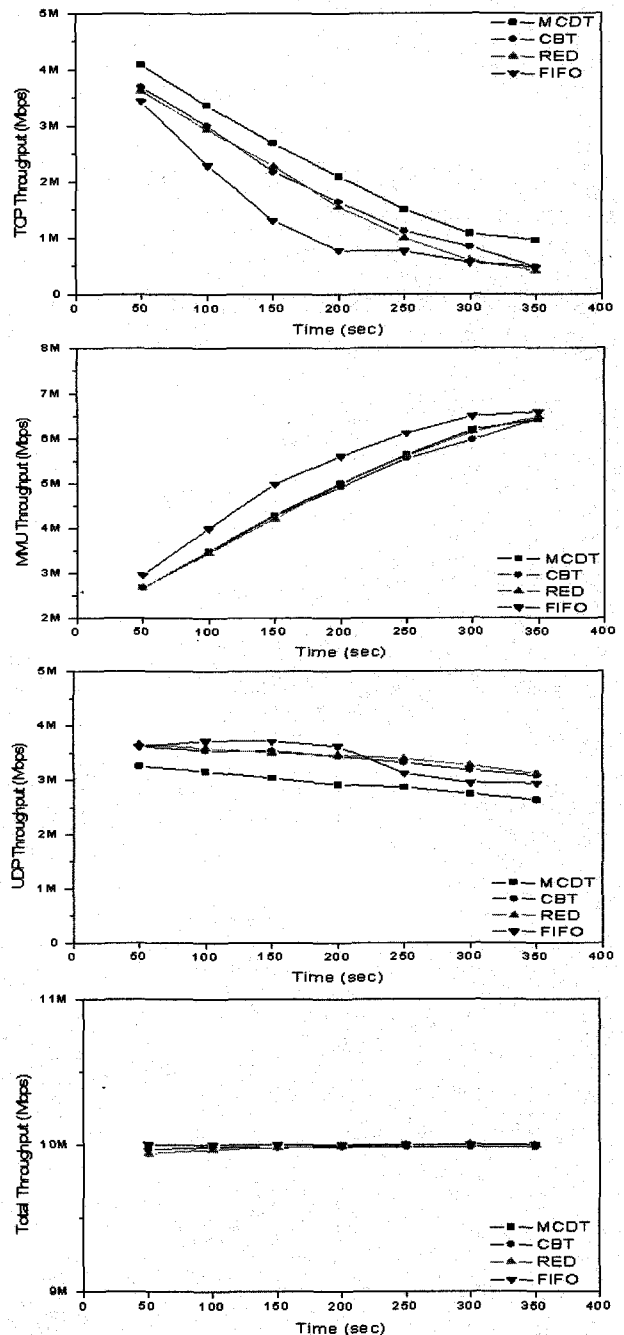 5M
4M
3M
2M
1M
0
TCP Throughput (Mbps)
MCDT
CBT
RED
FIFO
0 50 100 150 200 250 300 350 400
Time (sec)
8M
7M
6M
5M
4M
3M
2M
MMU Throughput (Mbps)
MCDT
CBT
RED
FIFO
0 50 100 150 200 250 300 350 400
Time (sec)
5M
4M
3M
2M
1M
0
UDP Throughput (Mbps)
MCDT
CBT
RED
FIFO
0 50 100 150 200 250 300 350 400
Time (sec)
11M
10M
9M
Total Throughput (Mbps)
MCDT
CBT
RED
FIFO
0 50 100 150 200 250 300 350 400
Time (sec)